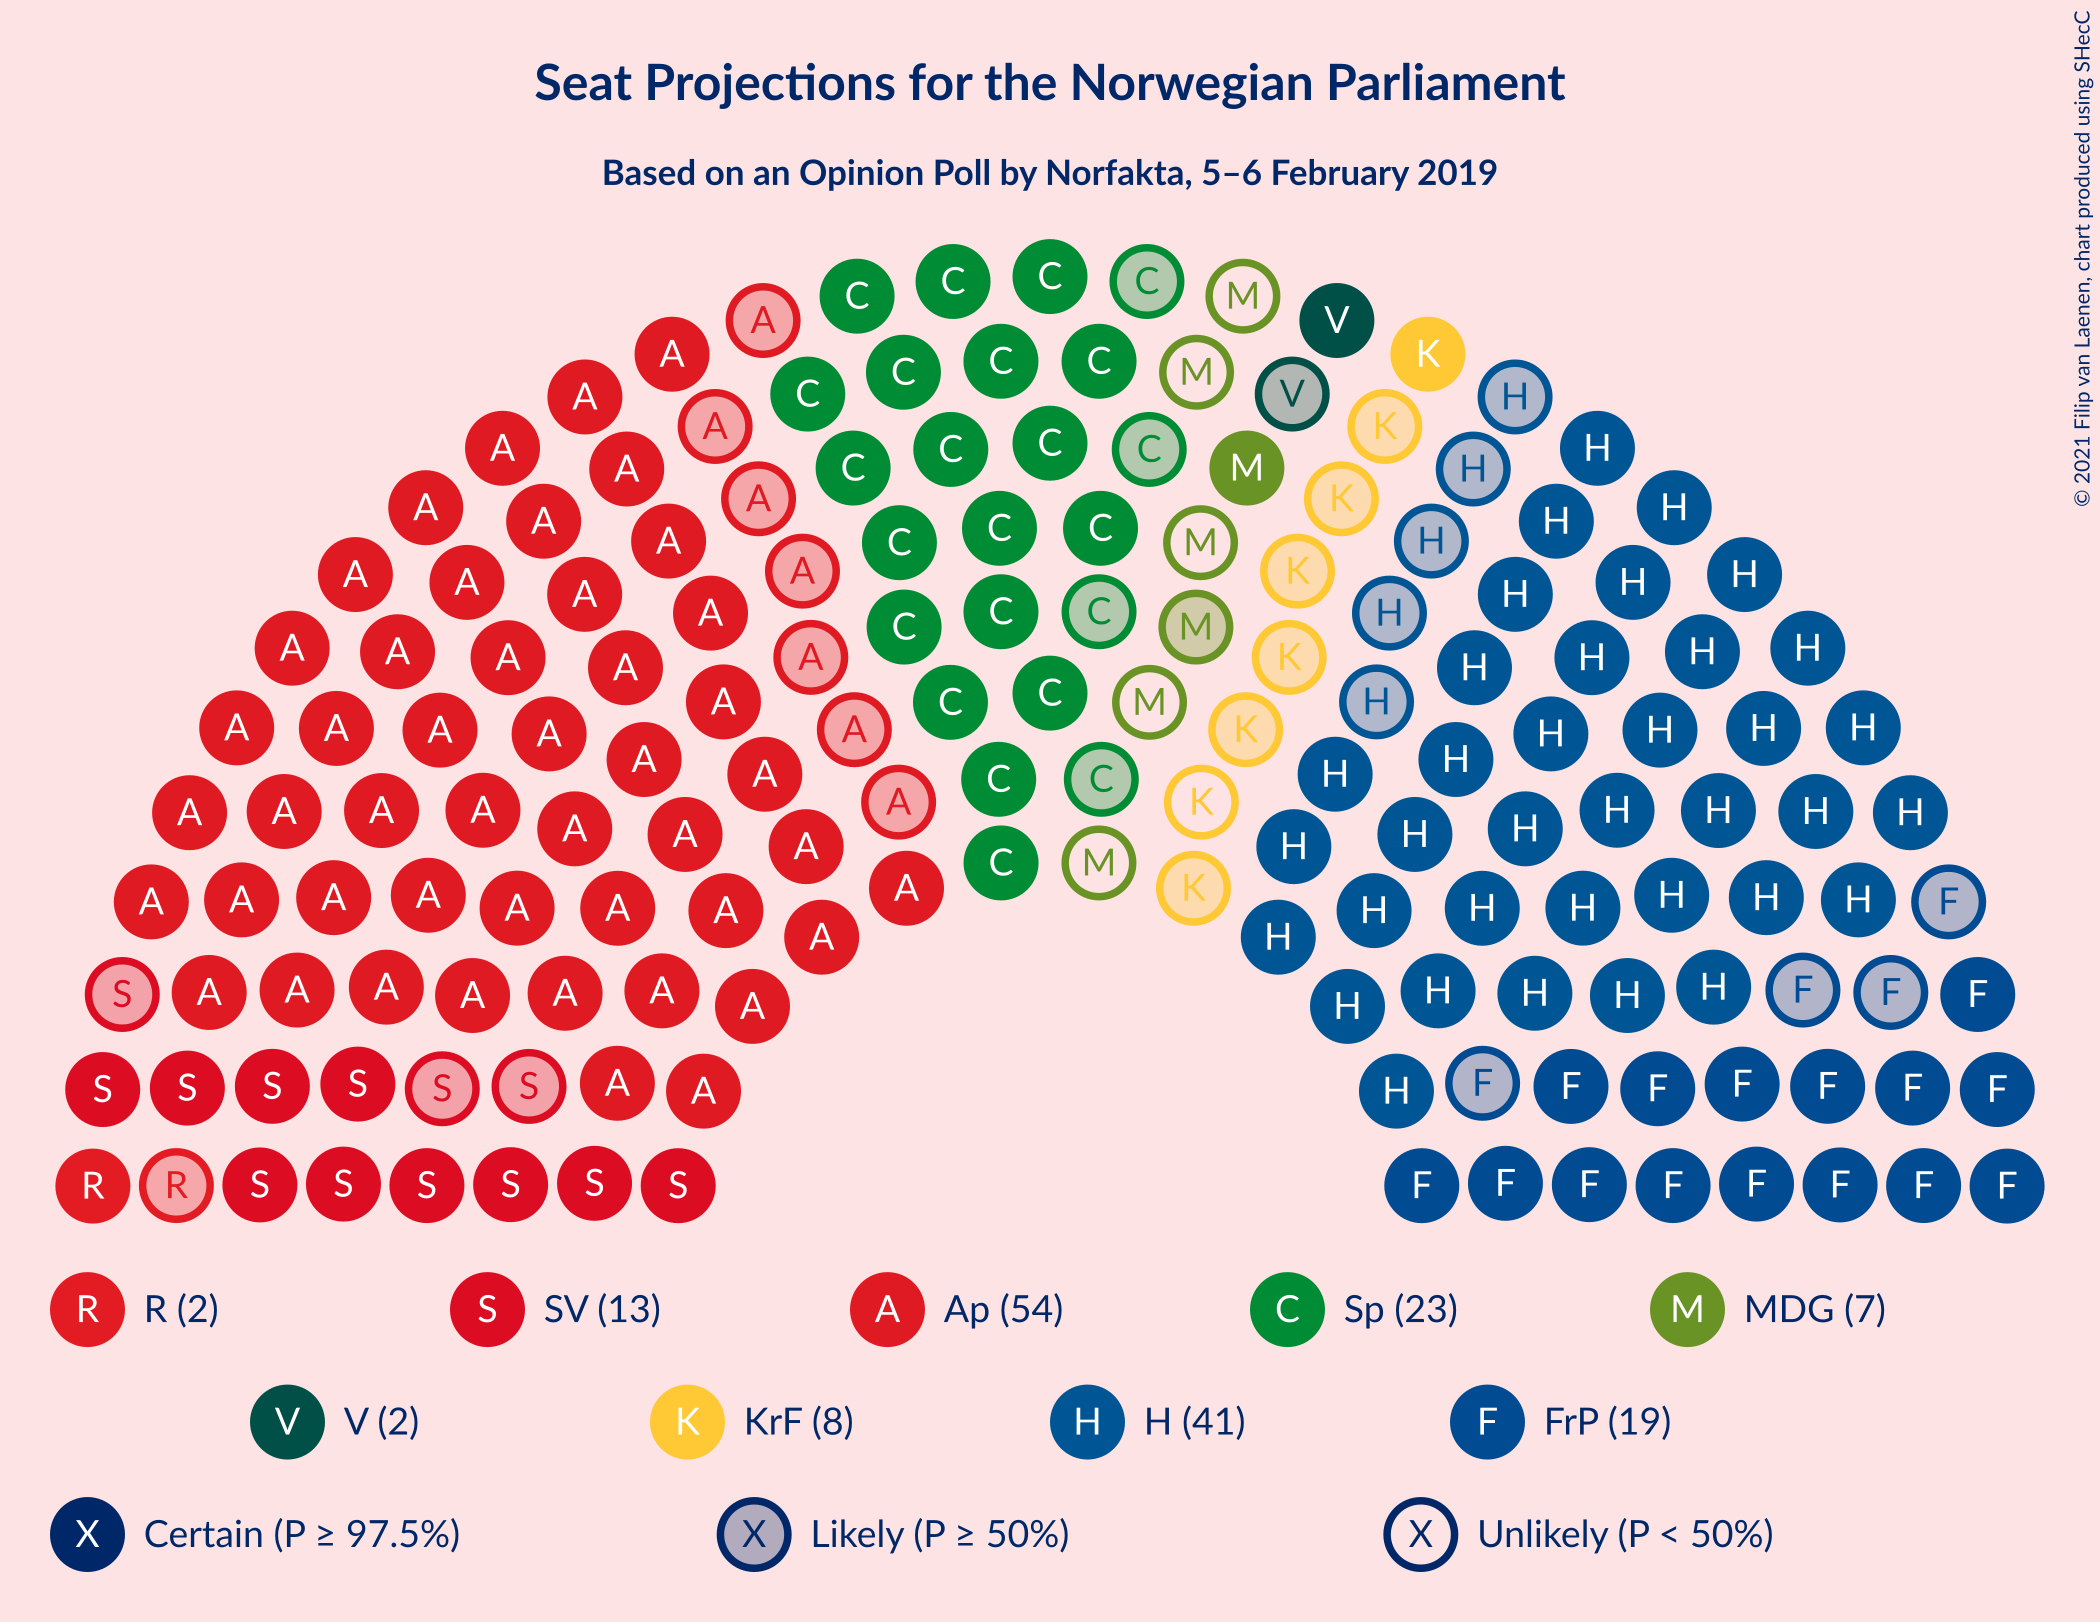 Seat Projections for the Norwegian Parliament
Based on an Opinion Poll by Norfakta, 5–6 February 2019
© 2021 Filip van Laenen, chart produced using SHecC
C C C C M
A V
A K
A C C C M H
A C V H
A A K H
A C C C C M H
A A K H
A C M H
A A C C C M K H H
A A A K H H
A A C C C M H H
A A A K H H
A A C C M H H
A A A K H H
A A A A A A C C K H H H H H H
A A A A A A C M K H H H H H H
A A A A A A A A A H H H H H H H H F
S A A A A A A A H H H H H F F F
S S S S S S A A H F F F F F F F
R R S S S S S S F F F F F F F F
R R (2) S SV (13) A Ap (54) C Sp (23) M MDG (7)
V V (2) K KrF (8) H H (41) F FrP (19)
X Certain (P ≥ 97.5%) X Likely (P ≥ 50%) X Unlikely (P < 50%)